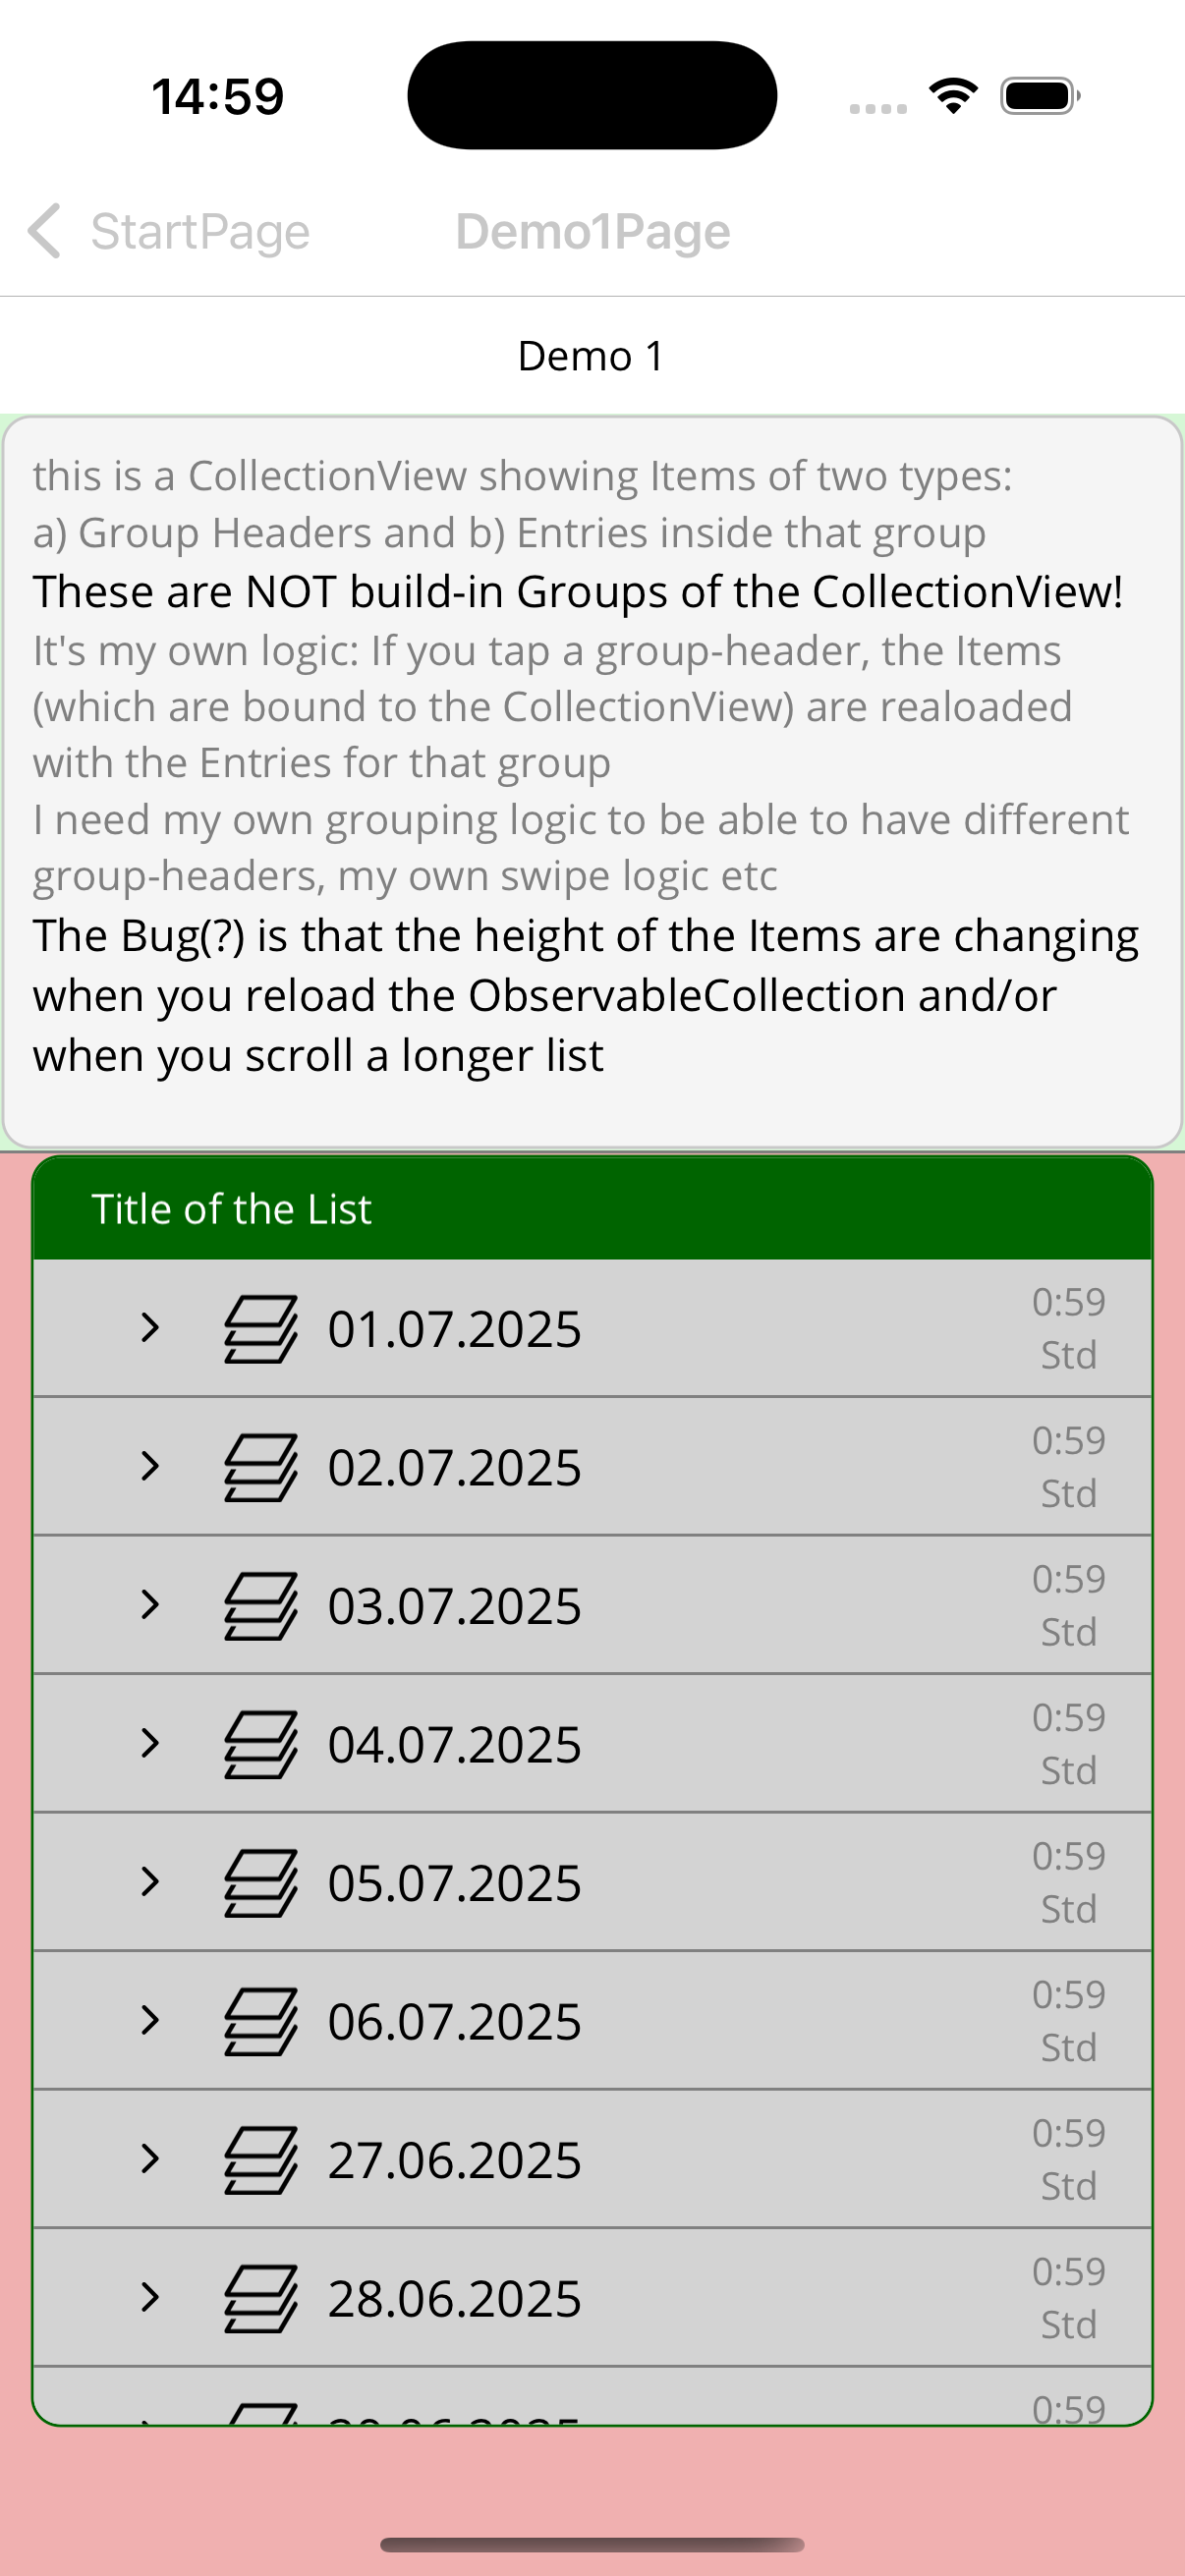 14:59
StartPage
Demo1Page
Demo 1
this is a CollectionView showing Items of two types:
a) Group Headers and b) Entries inside that group
These are NOT build-in Groups of the CollectionView!
It's my own logic: If you tap a group-header, the Items
(which are bound to the CollectionView) are realoaded
with the Entries for that group
I need my own grouping logic to be able to have different
group-headers, my own swipe logic etc
The Bug(?) is that the height of the Items are changing
when you reload the ObservableCollection and/or
when you scroll a longer list
Title of the List
01.07.2025
0:59
Std
02.07.2025
0:59
Std
03.07.2025
0:59
Std
04.07.2025
0:59
Std
05.07.2025
0:59
Std
06.07.2025
0:59
Std
27.06.2025
0:59
Std
28.06.2025
0:59
Std
0:59